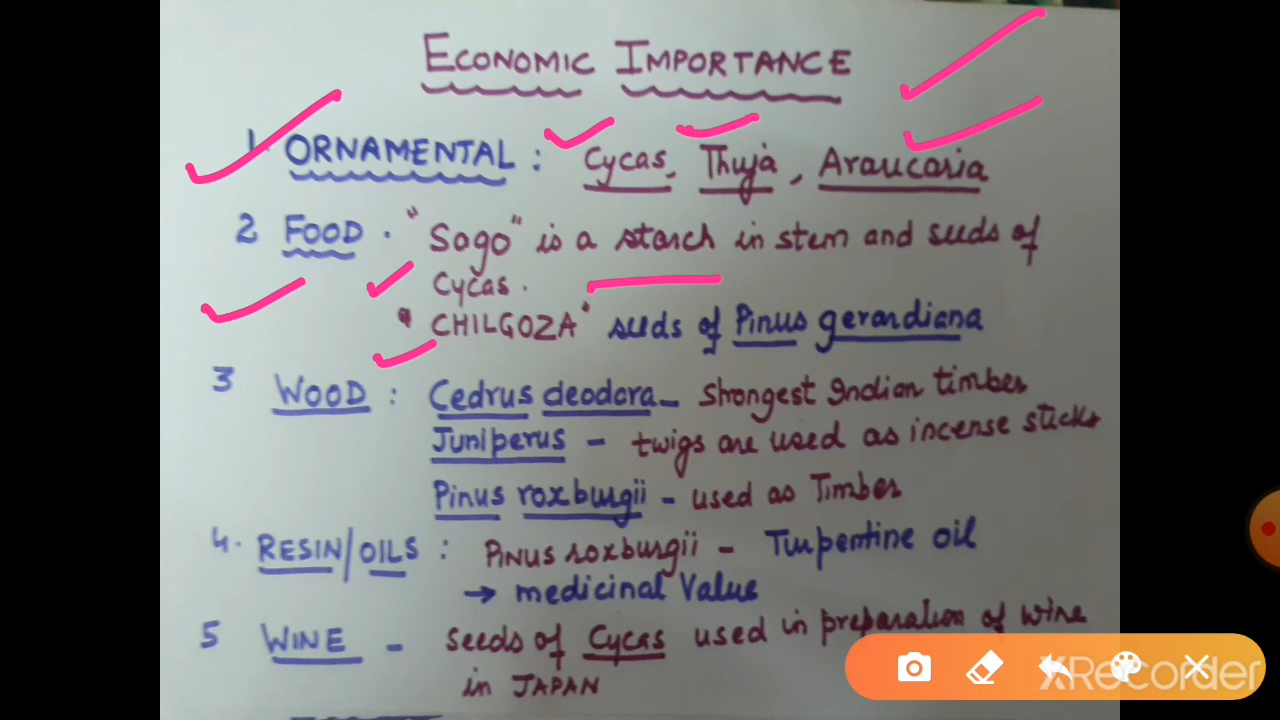 ECONOMIC IMPORTANCE
1. ORNAMENTAL : Cycas, Thuja, Araucaria
2 FOOD . "Sago" is a starch in stem and seeds of
Cycas.
"CHILGOZA" seeds of Pinus gerardiana
3 WOOD : Cedrus deodora - Strongest Indian timber
Juniperus - twigs are used as incense sticks
Pinus roxburgii - used as Timber
4. RESIN/OILS : Pinus roxburgii - Turpentine oil
→ medicinal Value
5 WINE - seeds of Cycas used in preparation of wine
in JAPAN
XRecorder